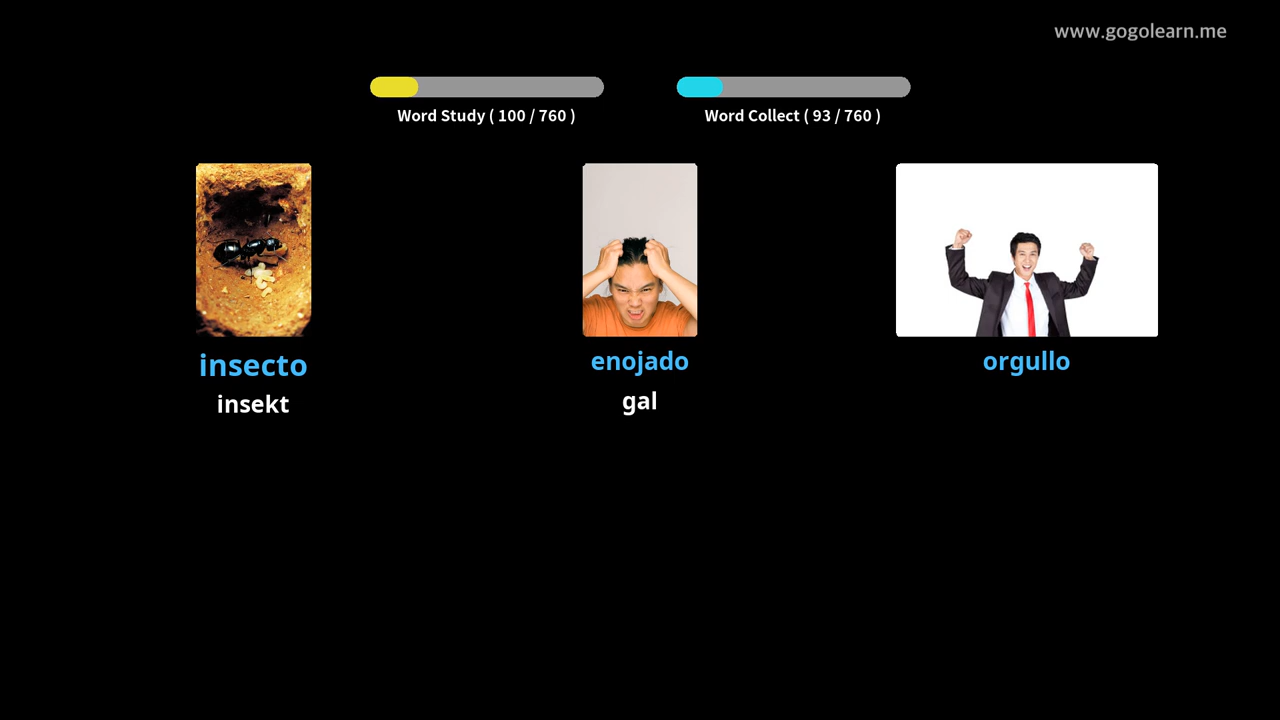 www.gogolearn.me
Word Study ( 100 / 760 )
Word Collect ( 93 / 760 )
insecto
enojado
orgullo
insekt
gal